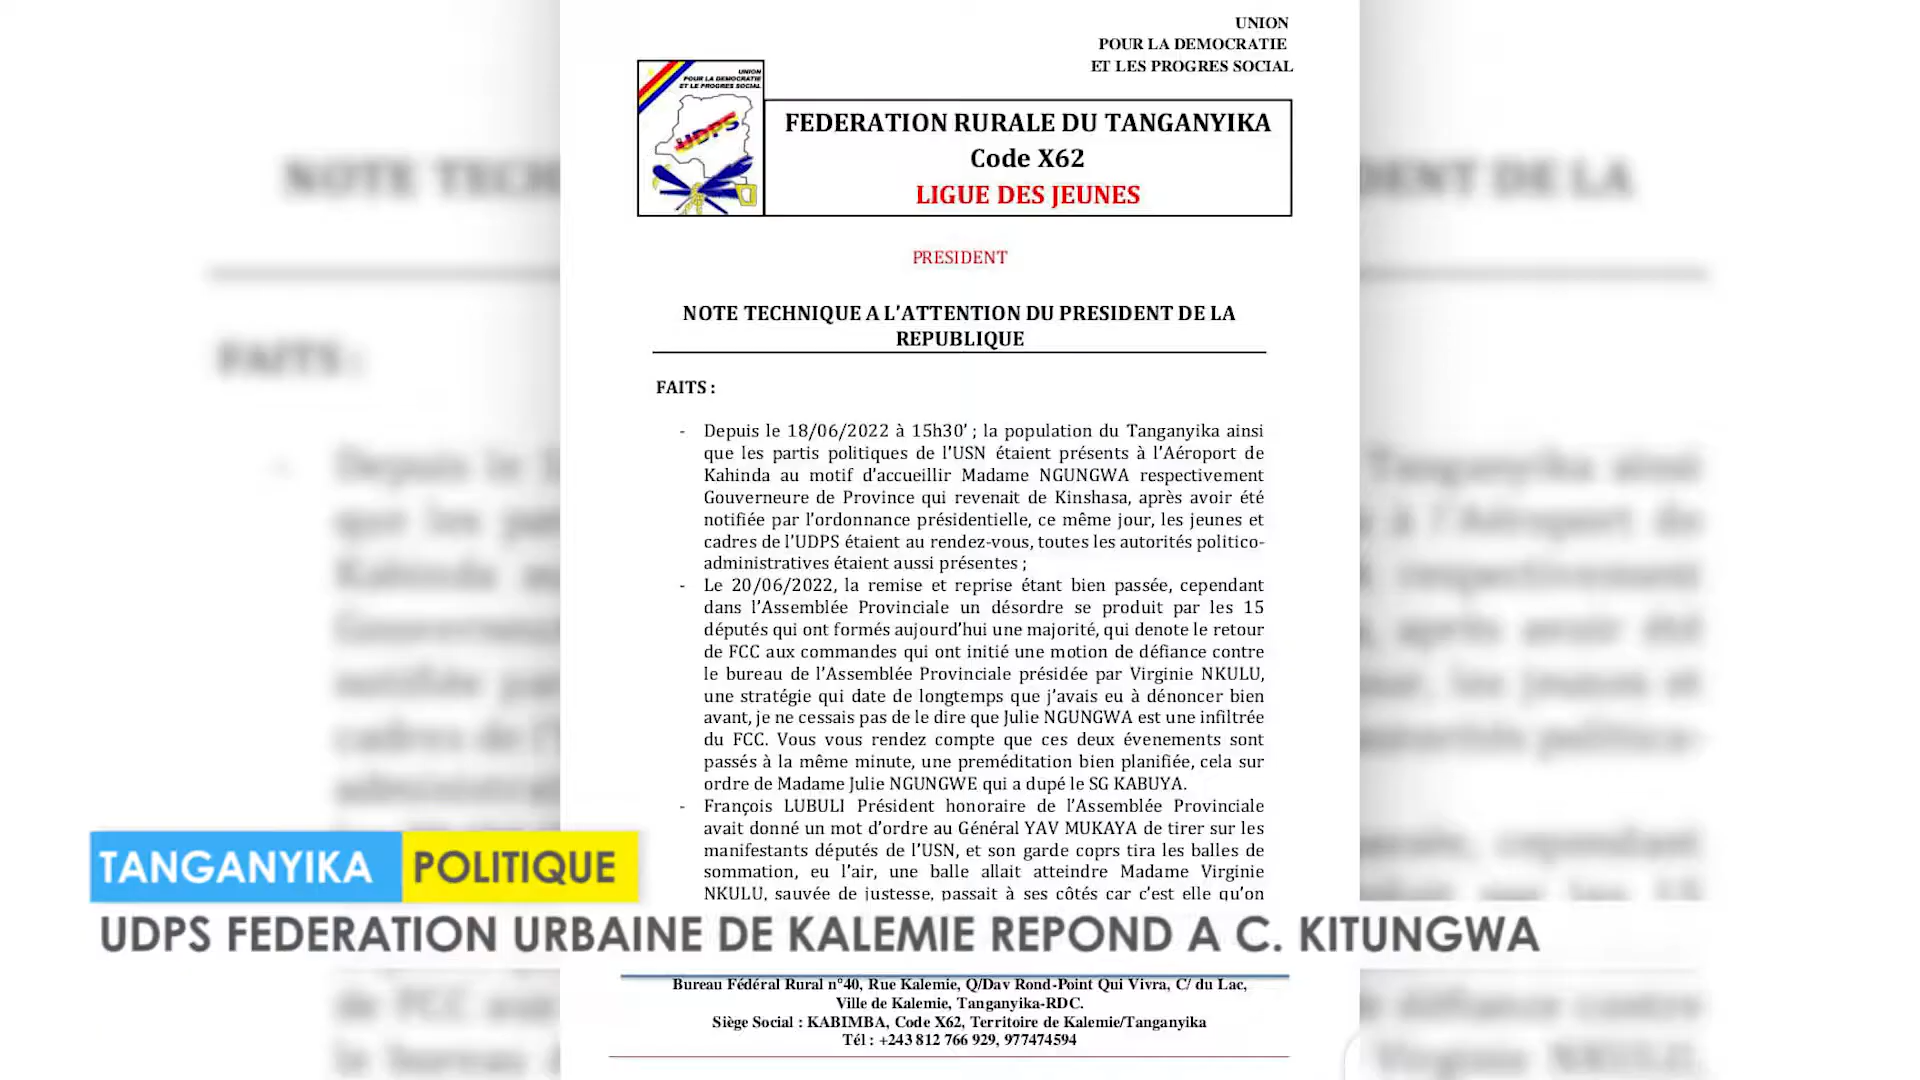 UNION
POUR LA DEMOCRATIE
ET LES PROGRES SOCIAL
UNION
POUR LA DEMOCRATIE
ET LE PROGRES SOCIAL
UDPS
FEDERATION RURALE DU TANGANYIKA
Code X62
LIGUE DES JEUNES
PRESIDENT
NOTE TECHNIQUE A L'ATTENTION DU PRESIDENT DE LA
REPUBLIQUE
FAITS :
- Depuis le 18/06/2022 à 15h30' ; la population du Tanganyika ainsi
que les partis politiques de l'USN étaient présents à l'Aéroport de
Kahinda au motif d'accueillir Madame NGUNGWA respectivement
Gouverneure de Province qui revenait de Kinshasa, après avoir été
notifiée par l'ordonnance présidentielle, ce même jour, les jeunes et
cadres de l'UDPS étaient au rendez-vous, toutes les autorités politico-
administratives étaient aussi présentes ;
- Le 20/06/2022, la remise et reprise étant bien passée, cependant
dans l'Assemblée Provinciale un désordre se produit par les 15
députés qui ont formés aujourd'hui une majorité, qui denote le retour
de FCC aux commandes qui ont initié une motion de défiance contre
le bureau de l'Assemblée Provinciale présidée par Virginie NKULU,
une stratégie qui date de longtemps que j'avais eu à dénoncer bien
avant, je ne cessais pas de le dire que Julie NGUNGWA est une infiltrée
du FCC. Vous vous rendez compte que ces deux évenements sont
passés à la même minute, une preméditation bien planifiée, cela sur
ordre de Madame Julie NGUNGWE qui a dupé le SG KABUYA.
- François LUBULI Président honoraire de l'Assemblée Provinciale
avait donné un mot d'ordre au Général YAV MUKAYA de tirer sur les
manifestants députés de l'USN, et son garde coprs tira les balles de
sommation, eu l'air, une balle allait atteindre Madame Virginie
NKULU, sauvée de justesse, passait à ses côtés car c'est elle qu'on
TANGANYIKA POLITIQUE
UDPS FEDERATION URBAINE DE KALEMIE REPOND A C. KITUNGWA
Bureau Fédéral Rural n°40, Rue Kalemie, Q/Dav Rond-Point Qui Vivra, C/ du Lac,
Ville de Kalemie, Tanganyika-RDC.
Siège Social : KABIMBA, Code X62, Territoire de Kalemie/Tanganyika
Tél : +243 812 766 929, 977474594